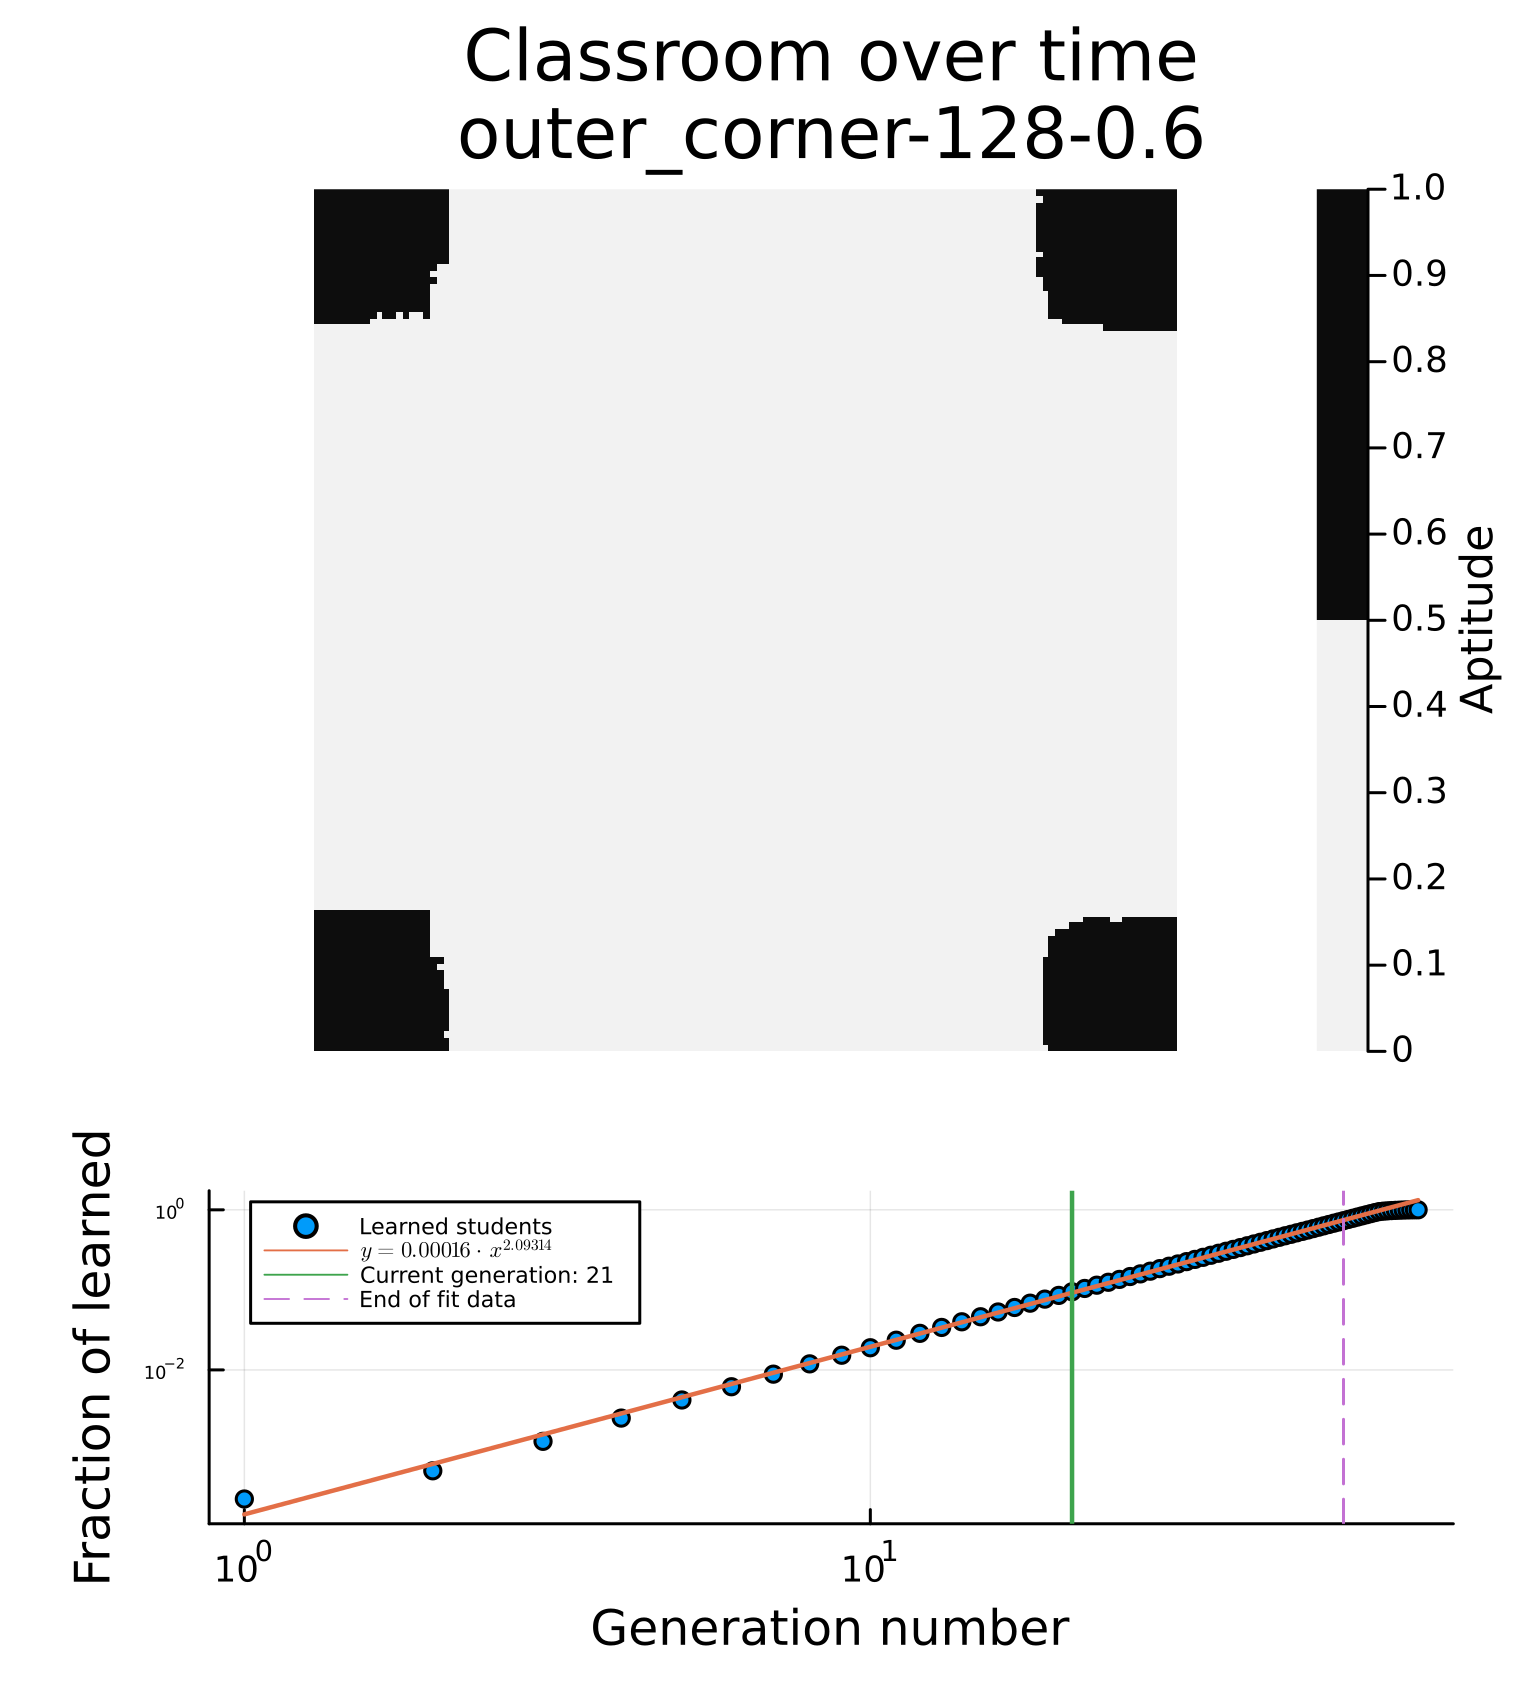 Classroom over time
outer_corner-128-0.6
1.0
0.9
0.8
0.7
0.6
0.5
0.4
0.3
0.2
0.1
0
Aptitude
Fraction of learned
10⁰
10⁻²
Learned students
y = 0.00016 · x^2.09314
Current generation: 21
End of fit data
10⁰
10¹
Generation number